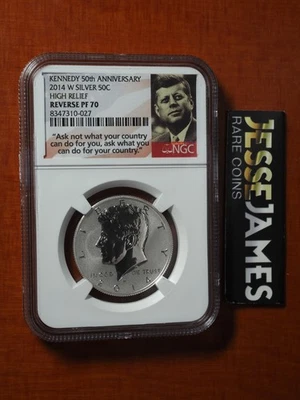 KENNEDY 50th ANNIVERSARY
2014 W SILVER 50C
HIGH RELIEF
REVERSE PF 70
8347310-027
"Ask not what your country
can do for you, ask what you
can do for your country."
NGC
LIBERTY
IN GOD WE TRUST
2014
JESSE JAMES
RARE COINS